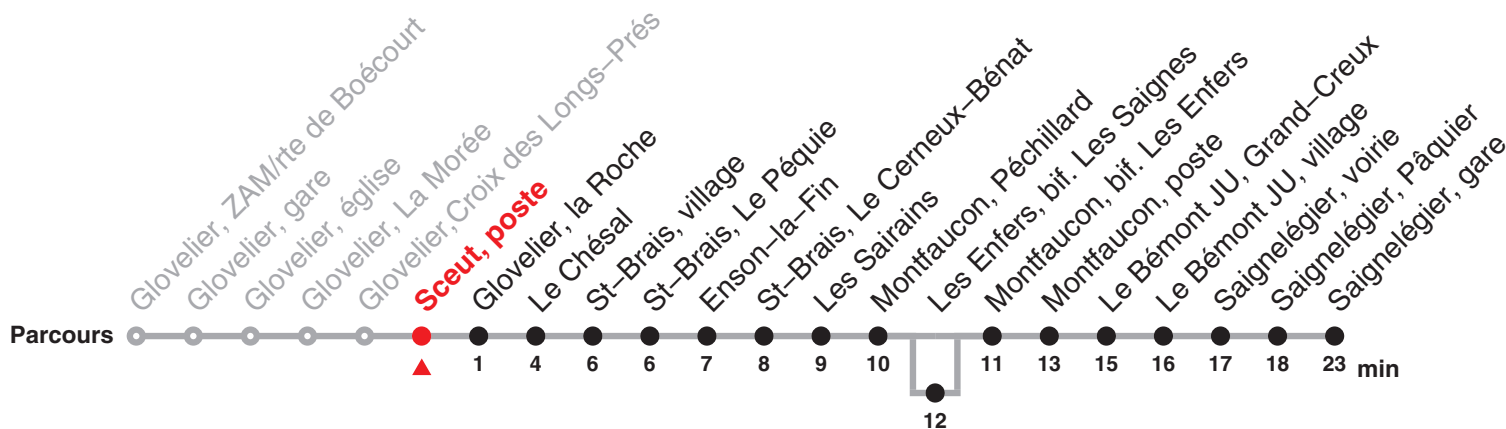 Glovelier, ZAM/rte de Boécourt
Glovelier, gare
Glovelier, église
Glovelier, La Morée
Glovelier, Croix des Longs–Prés
Sceut, poste
Glovelier, la Roche
Le Chésal
St–Brais, village
St–Brais, Le Péquie
Enson–la–Fin
St–Brais, Le Cerneux–Bénat
Les Sairains
Montfaucon, Péchillard
Les Enfers, bif. Les Saignes
Montfaucon, bif. Les Enfers
Montfaucon, poste
Le Bémont JU, Grand–Creux
Le Bémont JU, village
Saignelégier, voirie
Saignelégier, Pâquier
Saignelégier, gare
Parcours
1 4 6 6 7 8 9 10 11 13 15 16 17 18 23 min
12